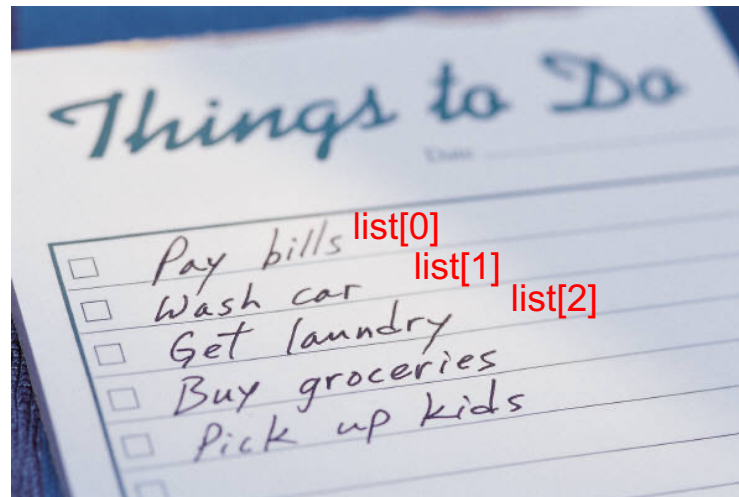 Things to Do
Date
Pay bills list[0]
Wash car list[1]
Get laundry list[2]
Buy groceries
Pick up kids